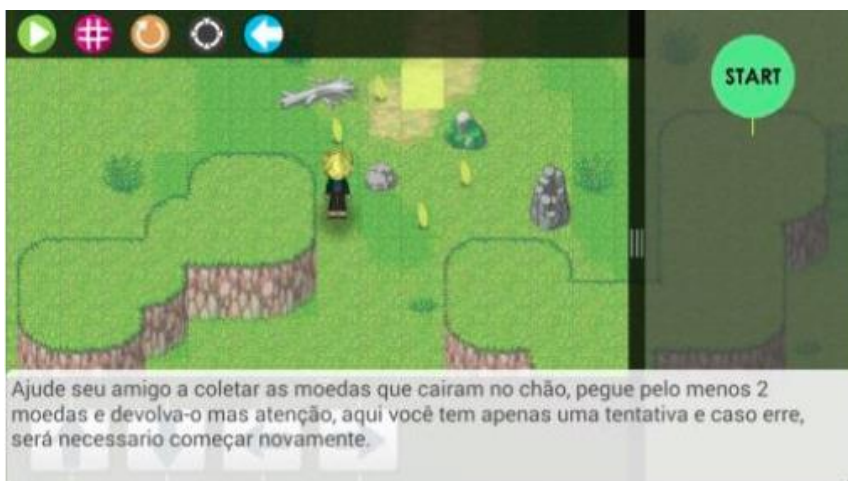 START
Ajude seu amigo a coletar as moedas que cairam no chão, pegue pelo menos 2
moedas e devolva-o mas atenção, aqui você tem apenas uma tentativa e caso erre,
será necessario começar novamente.